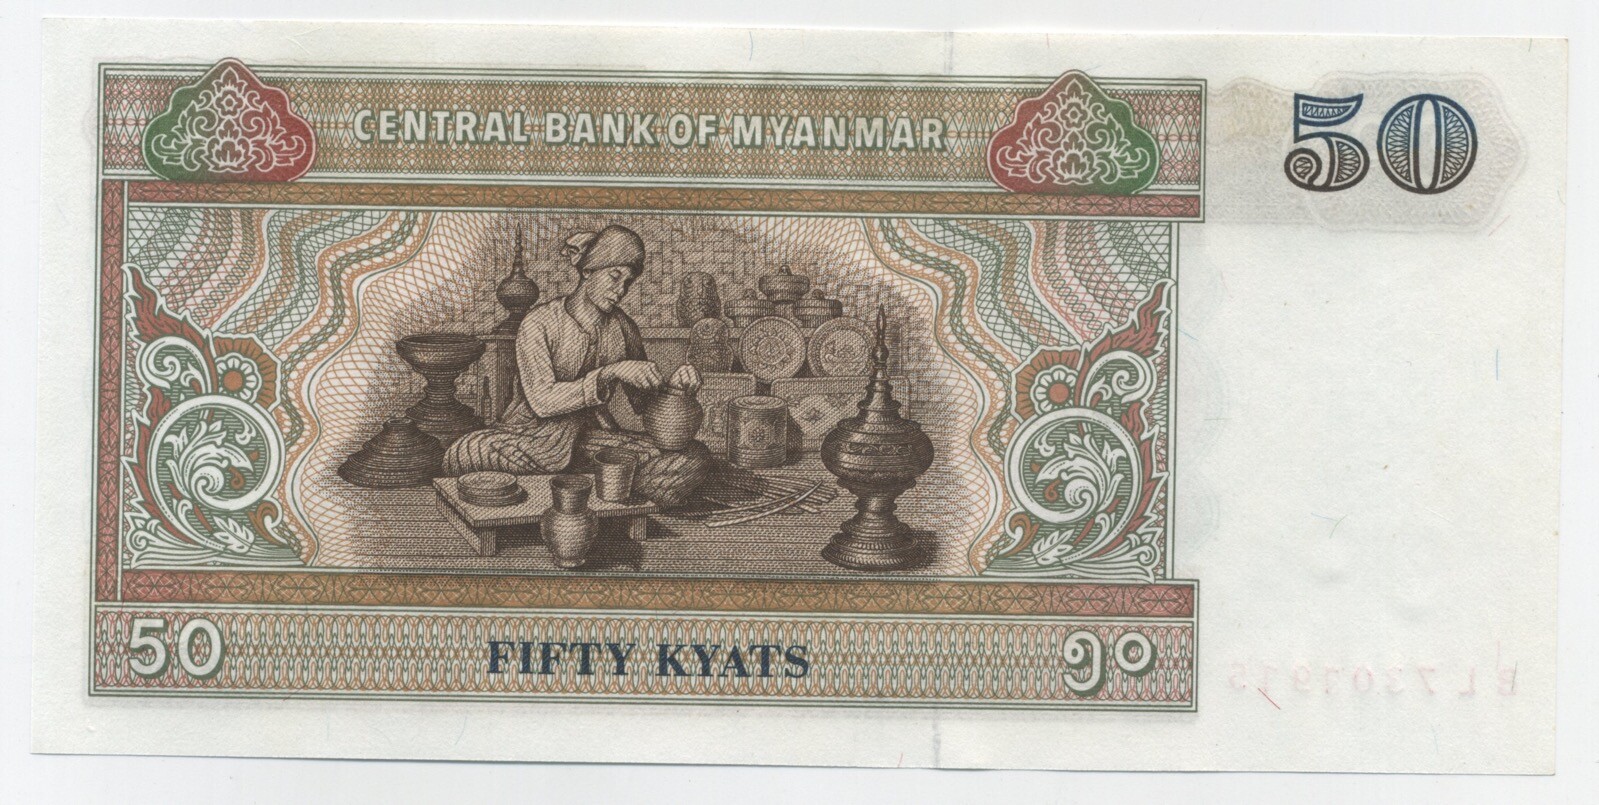 CENTRAL BANK OF MYANMAR
50
50
FIFTY KYATS
၅၀